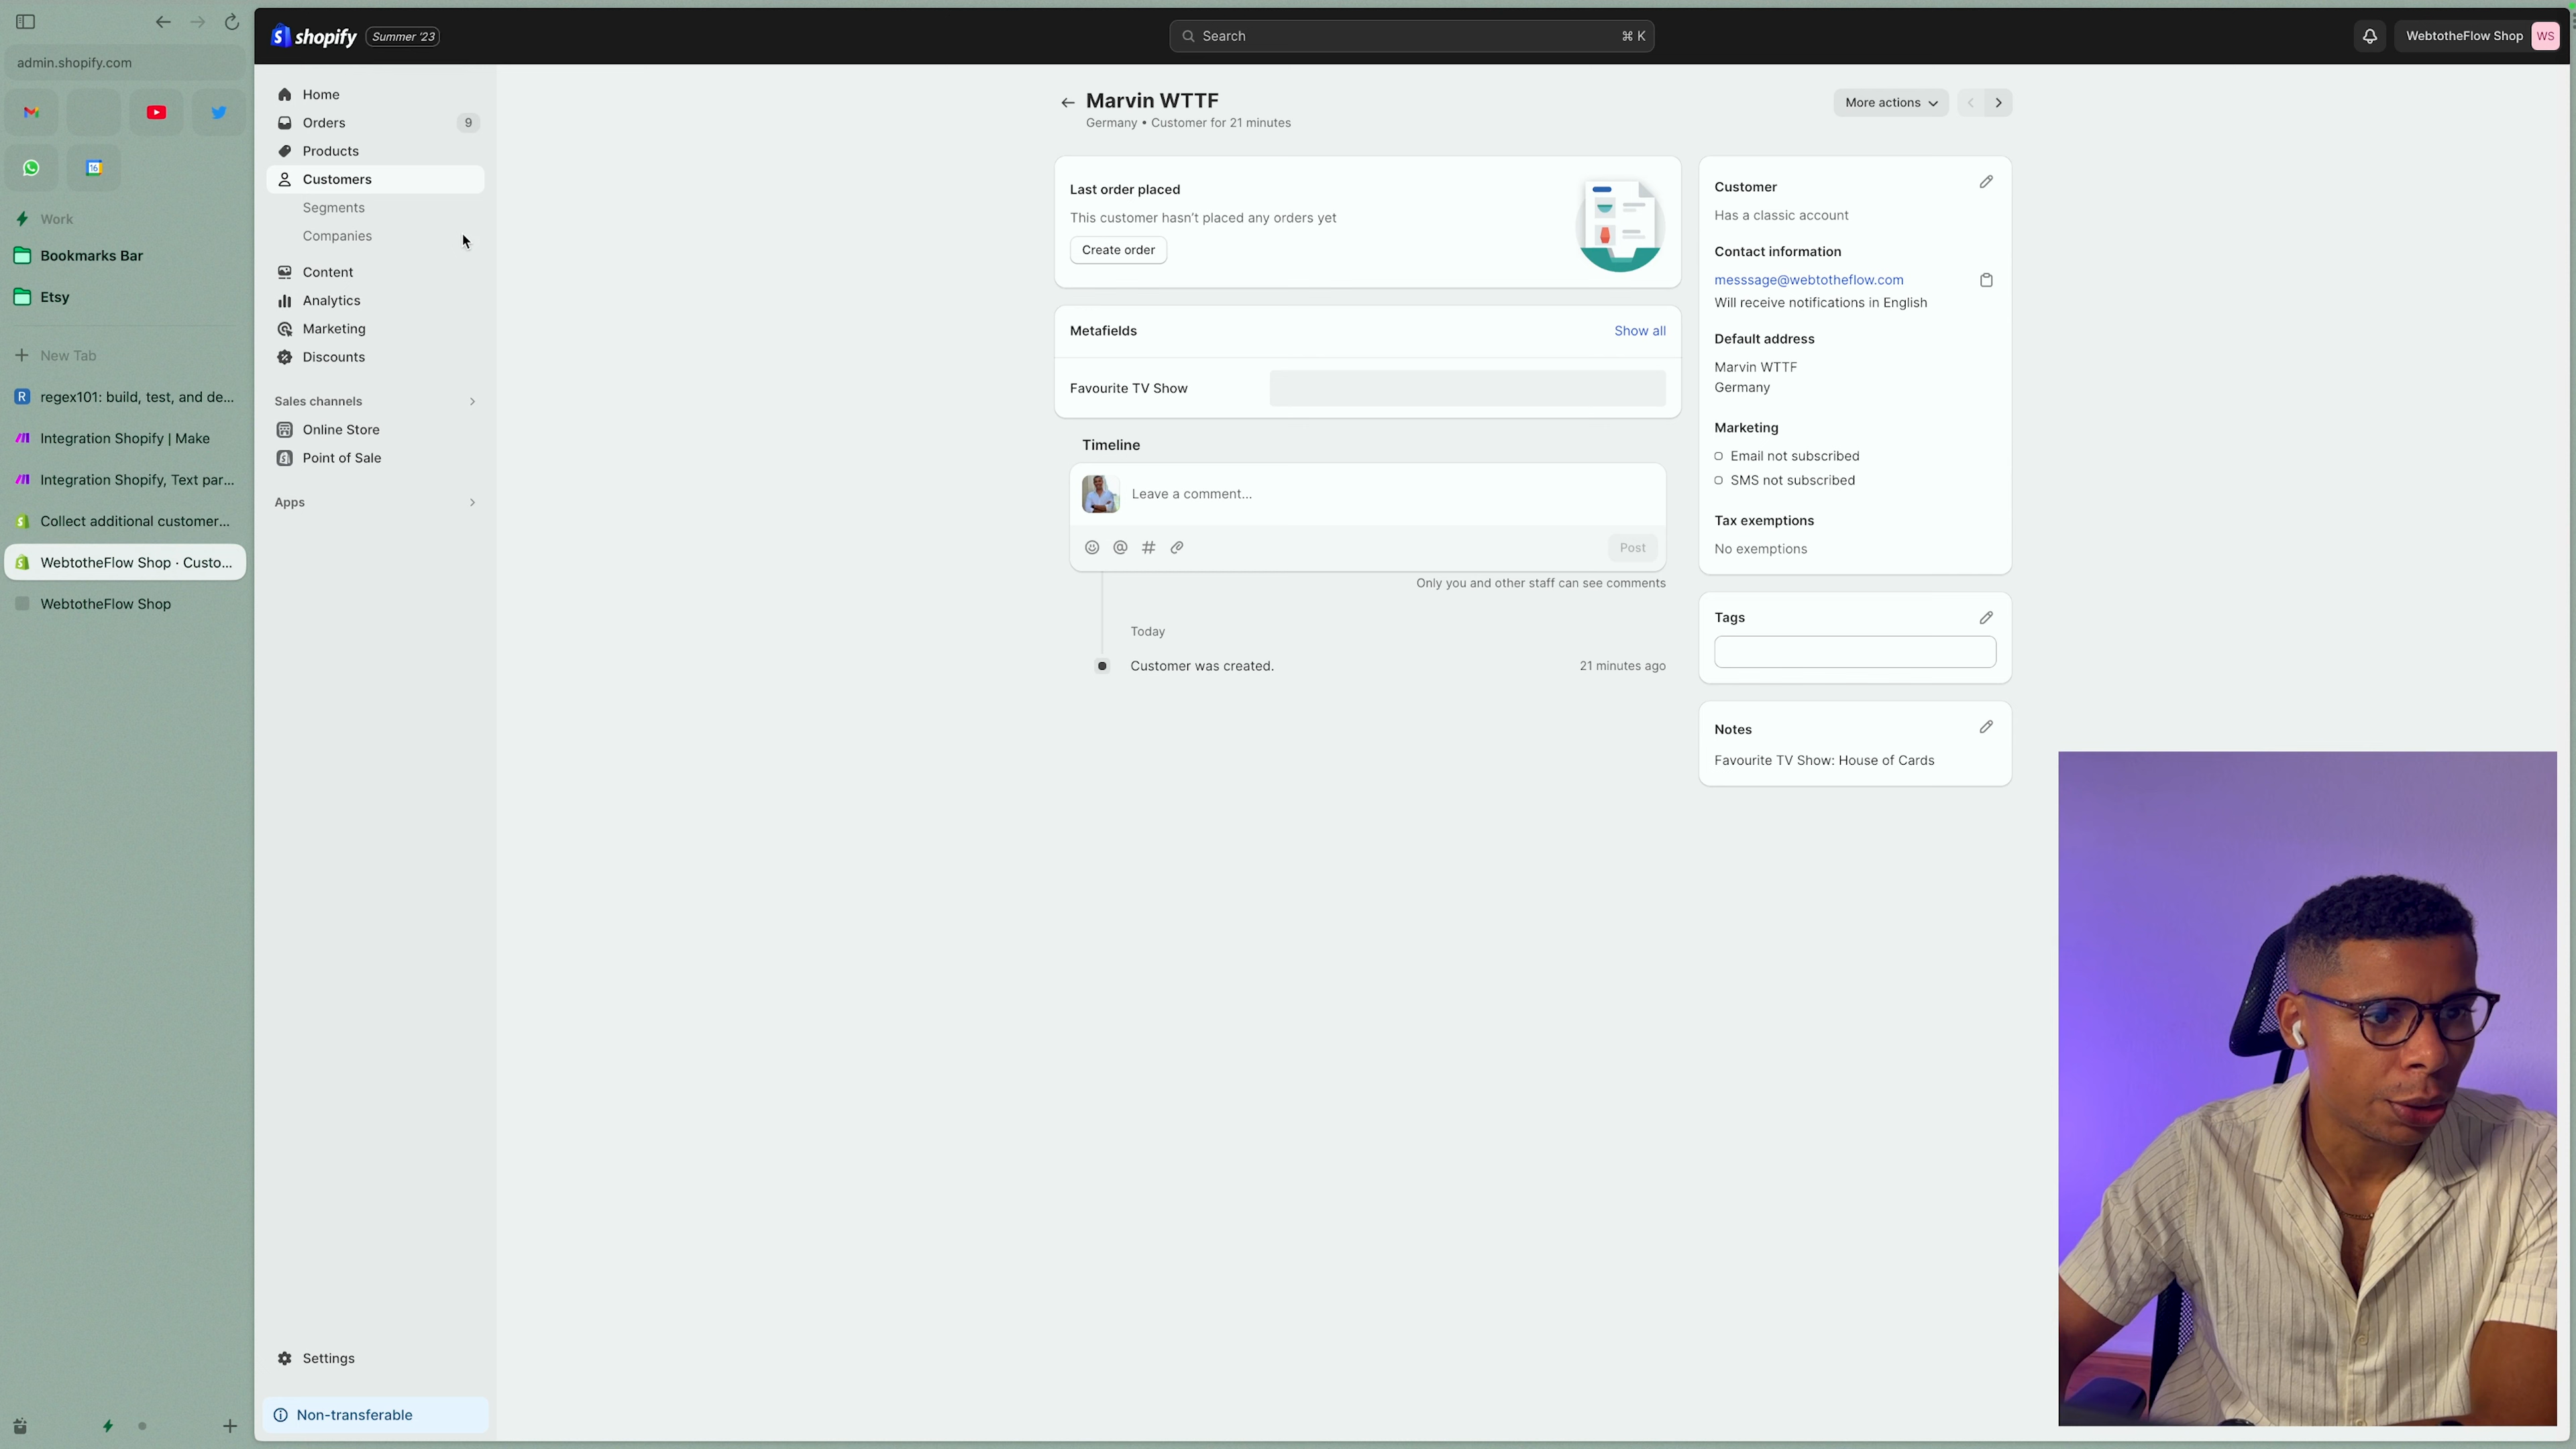 admin.shopify.com
16
Work
Bookmarks Bar
Etsy
New Tab
regex101: build, test, and de...
Integration Shopify | Make
Integration Shopify, Text par...
Collect additional customer...
WebtotheFlow Shop · Custo...
WebtotheFlow Shop
shopify
Summer '23
Search
⌘ K
WebtotheFlow Shop
WS
Home
Orders
9
Products
Customers
Segments
Companies
Content
Analytics
Marketing
Discounts
Sales channels
Online Store
Point of Sale
Apps
Settings
Non-transferable
Marvin WTTF
Germany • Customer for 21 minutes
More actions
Last order placed
This customer hasn't placed any orders yet
Create order
Metafields
Show all
Favourite TV Show
Timeline
Leave a comment...
Post
Only you and other staff can see comments
Today
Customer was created.
21 minutes ago
Customer
Has a classic account
Contact information
messsage@webtotheflow.com
Will receive notifications in English
Default address
Marvin WTTF
Germany
Marketing
Email not subscribed
SMS not subscribed
Tax exemptions
No exemptions
Tags
Notes
Favourite TV Show: House of Cards